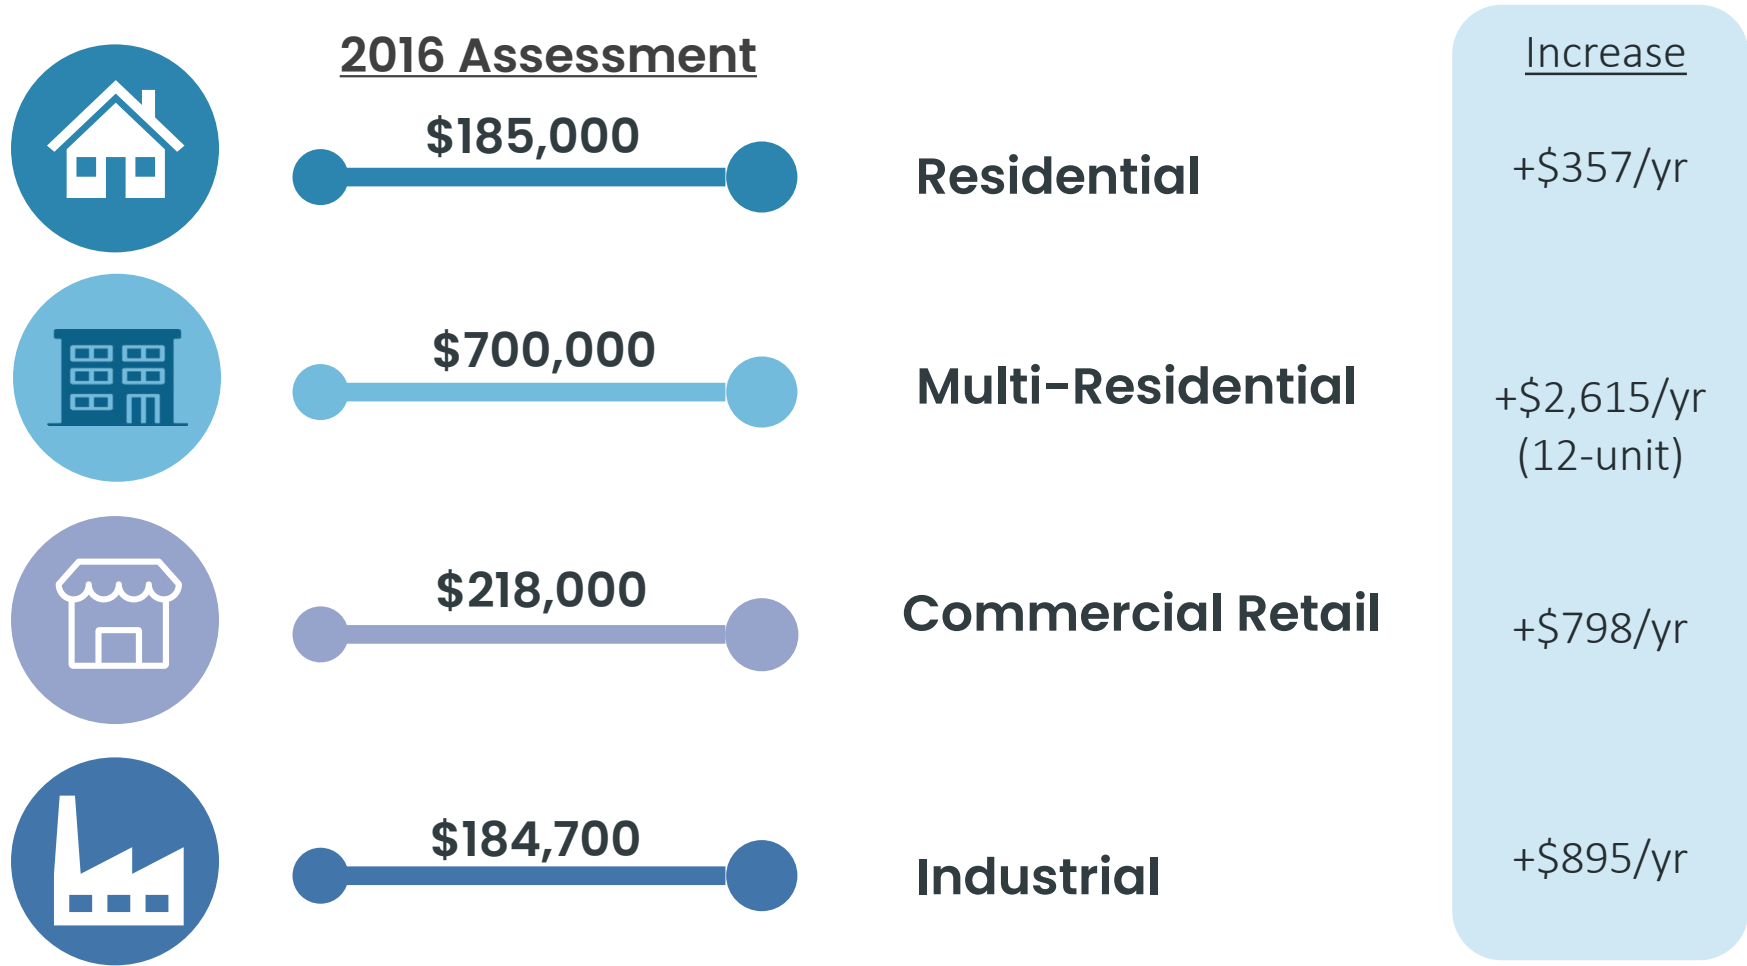 2016 Assessment
Increase
$185,000
Residential
+$357/yr
$700,000
Multi-Residential
+$2,615/yr
(12-unit)
$218,000
Commercial Retail
+$798/yr
$184,700
Industrial
+$895/yr